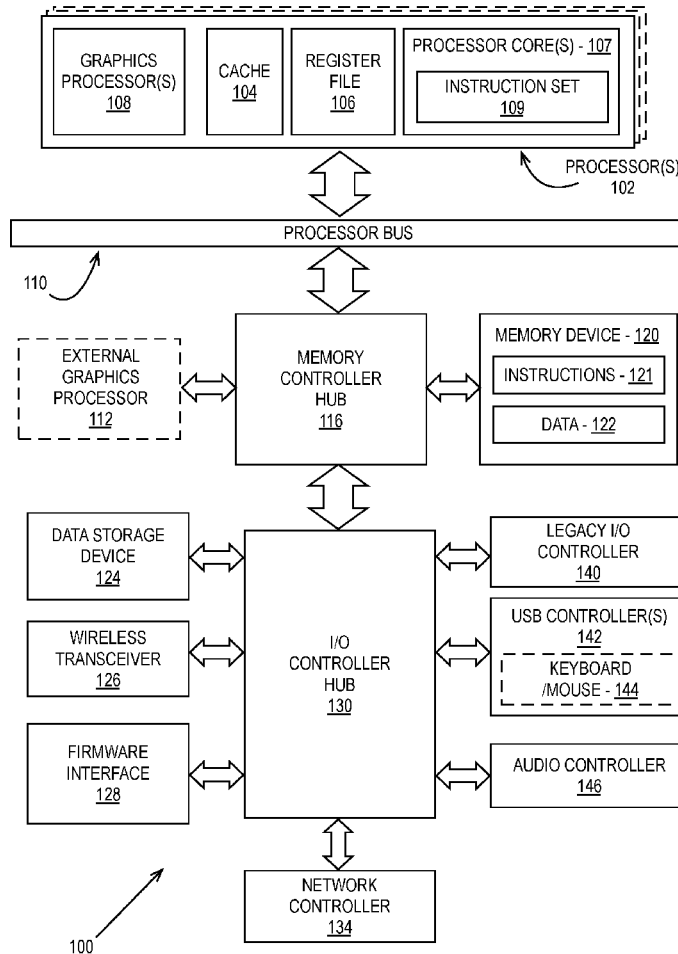 GRAPHICS
PROCESSOR(S)
108
CACHE
104
REGISTER
FILE
106
PROCESSOR CORE(S) - 107
INSTRUCTION SET
109
PROCESSOR(S)
102
PROCESSOR BUS
110
EXTERNAL
GRAPHICS
PROCESSOR
112
MEMORY
CONTROLLER
HUB
116
MEMORY DEVICE - 120
INSTRUCTIONS - 121
DATA - 122
DATA STORAGE
DEVICE
124
WIRELESS
TRANSCEIVER
126
FIRMWARE
INTERFACE
128
I/O
CONTROLLER
HUB
130
LEGACY I/O
CONTROLLER
140
USB CONTROLLER(S)
142
KEYBOARD
/MOUSE - 144
AUDIO CONTROLLER
146
NETWORK
CONTROLLER
134
100